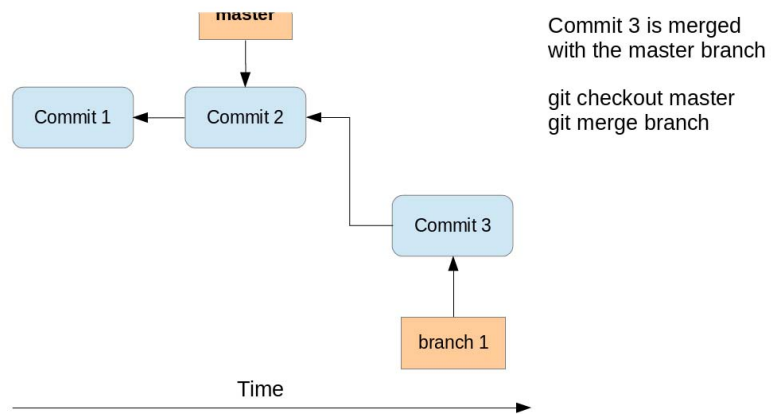 master
Commit 3 is merged
with the master branch
git checkout master
git merge branch
Commit 1
Commit 2
Commit 3
branch 1
Time